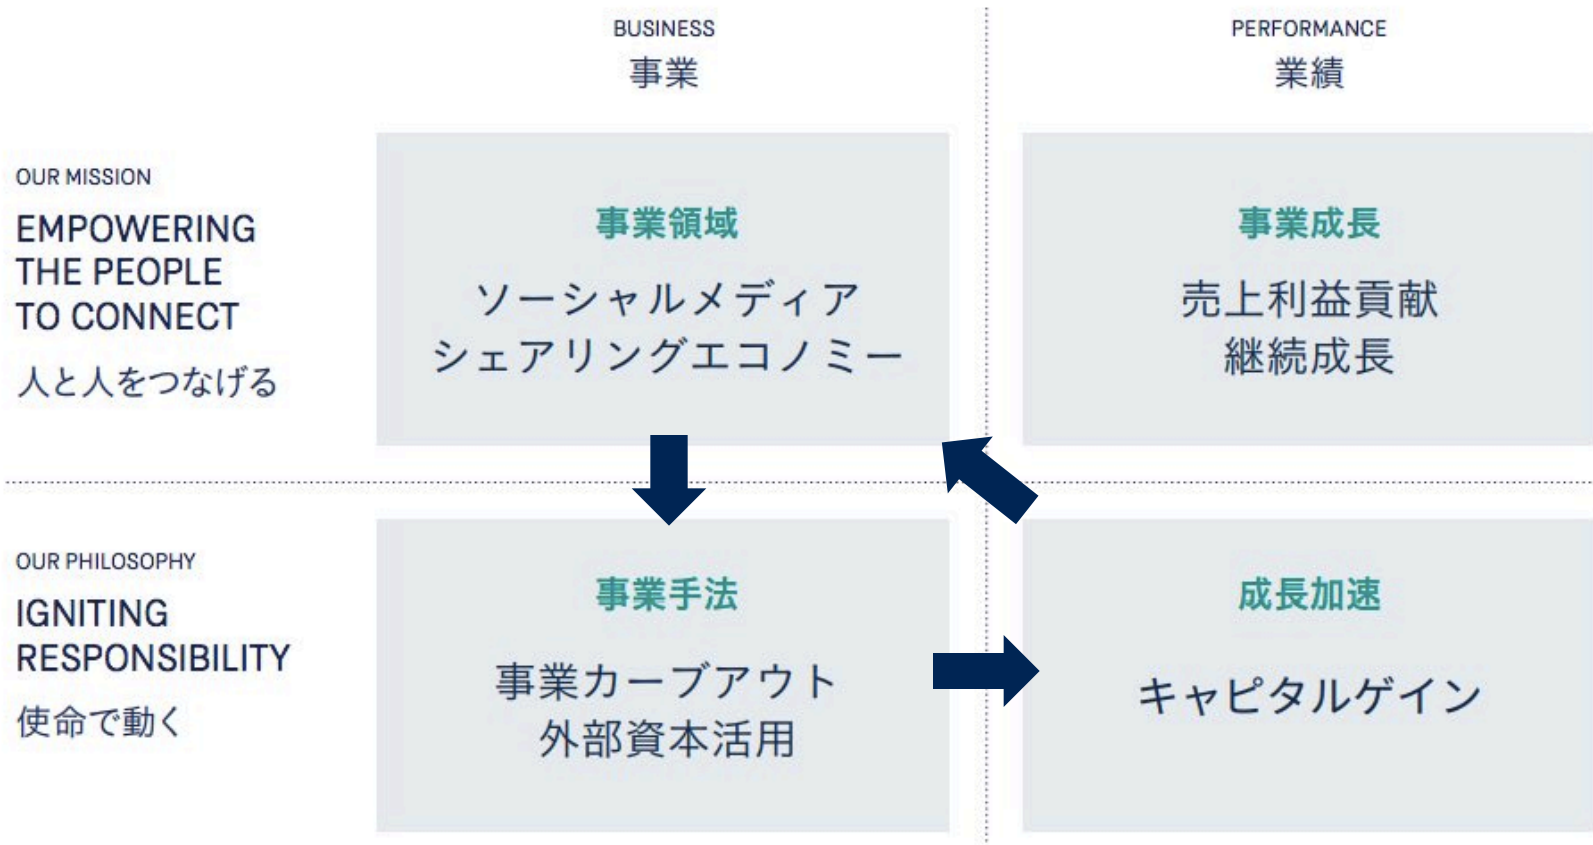 BUSINESS
事業
PERFORMANCE
業績
OUR MISSION
EMPOWERING
THE PEOPLE
TO CONNECT
人と人をつなげる
事業領域
ソーシャルメディア
シェアリングエコノミー
事業成長
売上利益貢献
継続成長
OUR PHILOSOPHY
IGNITING
RESPONSIBILITY
使命で動く
事業手法
事業カーブアウト
外部資本活用
成長加速
キャピタルゲイン